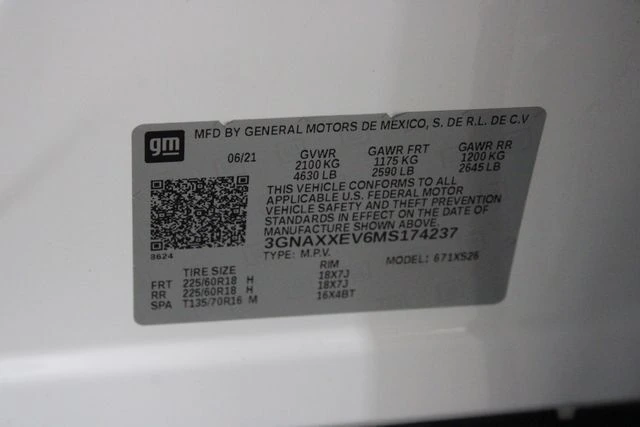 gm
MFD BY GENERAL MOTORS DE MEXICO, S. DE R.L. DE C.V
06/21 GVWR GAWR FRT GAWR RR
2100 KG 1175 KG 1200 KG
4630 LB 2590 LB 2645 LB
THIS VEHICLE CONFORMS TO ALL
APPLICABLE U.S. FEDERAL MOTOR
VEHICLE SAFETY AND THEFT PREVENTION
STANDARDS IN EFFECT ON THE DATE OF
MANUFACTURE SHOWN ABOVE.
3GNAXXEV6MS174237
8624 TYPE: M.P.V. MODEL: 671XS26
TIRE SIZE RIM
FRT 225/60R18 H 18X7J
RR 225/60R18 H 18X7J
SPA T135/70R16 M 16X4BT